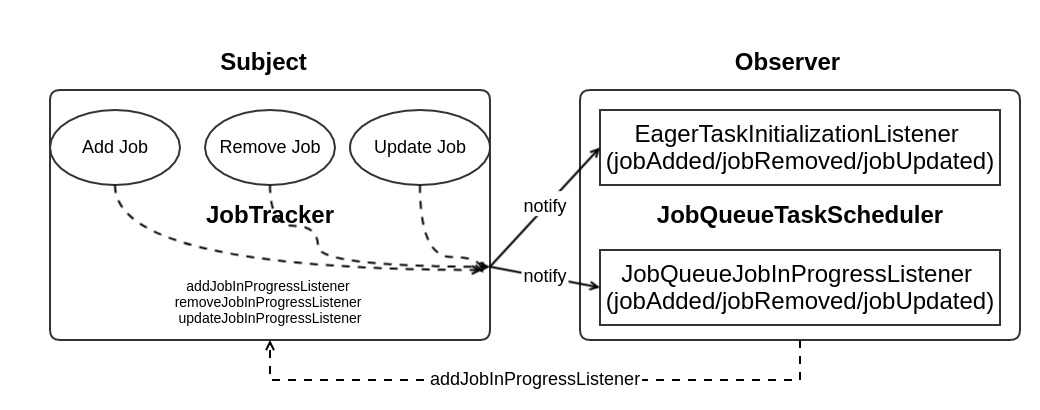 Subject
Observer
Add Job
Remove Job
Update Job
EagerTaskInitializationListener
(jobAdded/jobRemoved/jobUpdated)
notify
JobTracker
JobQueueTaskScheduler
notify
JobQueueJobInProgressListener
(jobAdded/jobRemoved/jobUpdated)
addJobInProgressListener
removeJobInProgressListener
updateJobInProgressListener
addJobInProgressListener